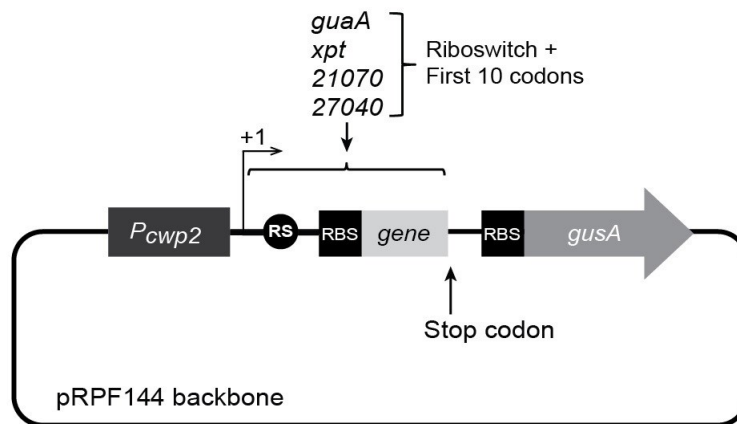 guaA
xpt
21070
27040
Riboswitch +
First 10 codons
+1
Pcwp2
RS
RBS
gene
RBS
gusA
Stop codon
pRPF144 backbone